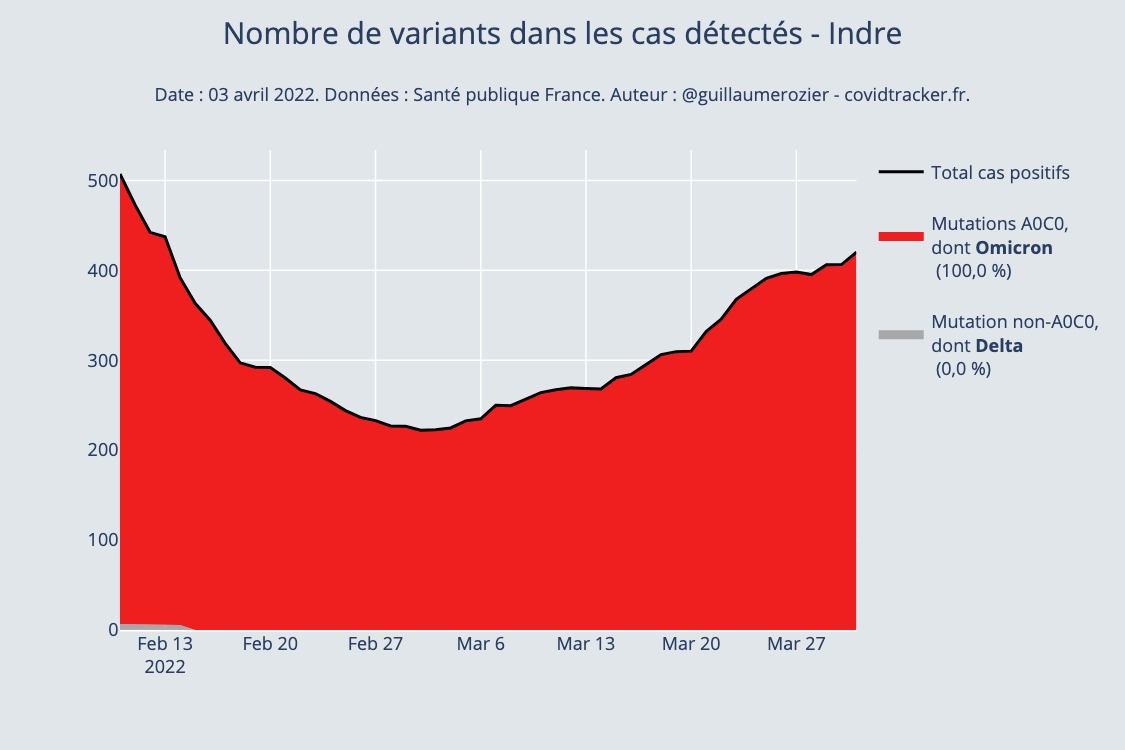 Nombre de variants dans les cas détectés - Indre
Date : 03 avril 2022. Données : Santé publique France. Auteur : @guillaumerozier - covidtracker.fr.
500
400
300
200
100
0
Feb 13
2022
Feb 20
Feb 27
Mar 6
Mar 13
Mar 20
Mar 27
Total cas positifs
Mutations A0C0,
dont Omicron
(100,0 %)
Mutation non-A0C0,
dont Delta
(0,0 %)